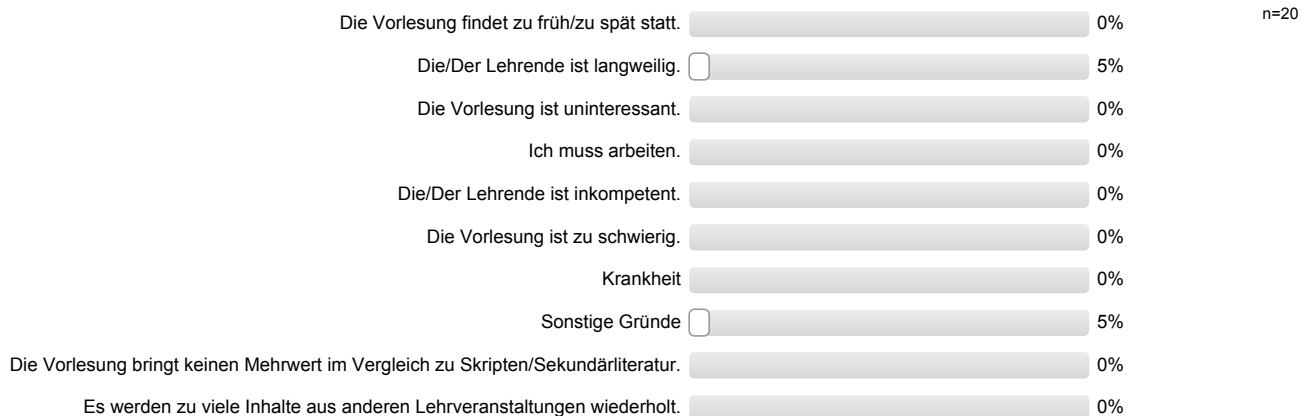 Die Vorlesung findet zu früh/zu spät statt. 0% n=20
Die/Der Lehrende ist langweilig. 5%
Die Vorlesung ist uninteressant. 0%
Ich muss arbeiten. 0%
Die/Der Lehrende ist inkompetent. 0%
Die Vorlesung ist zu schwierig. 0%
Krankheit 0%
Sonstige Gründe 5%
Die Vorlesung bringt keinen Mehrwert im Vergleich zu Skripten/Sekundärliteratur. 0%
Es werden zu viele Inhalte aus anderen Lehrveranstaltungen wiederholt. 0%